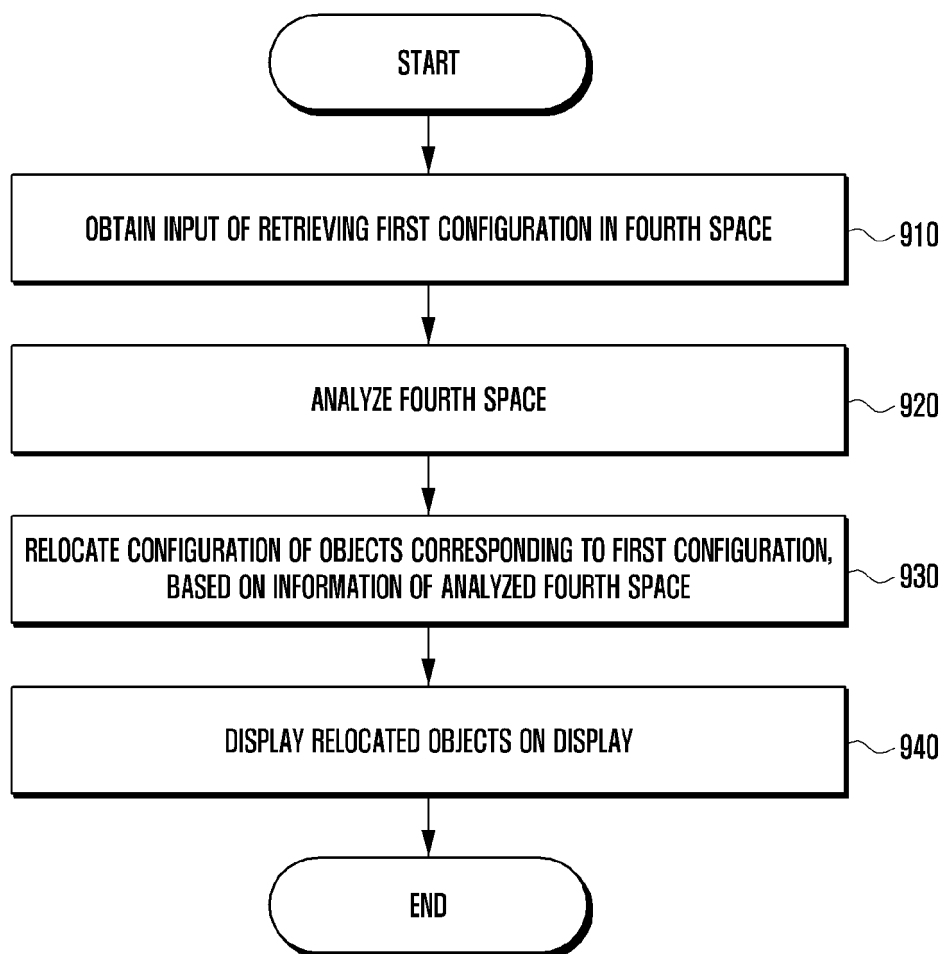 START
OBTAIN INPUT OF RETRIEVING FIRST CONFIGURATION IN FOURTH SPACE
910
ANALYZE FOURTH SPACE
920
RELOCATE CONFIGURATION OF OBJECTS CORRESPONDING TO FIRST CONFIGURATION,
BASED ON INFORMATION OF ANALYZED FOURTH SPACE
930
DISPLAY RELOCATED OBJECTS ON DISPLAY
940
END